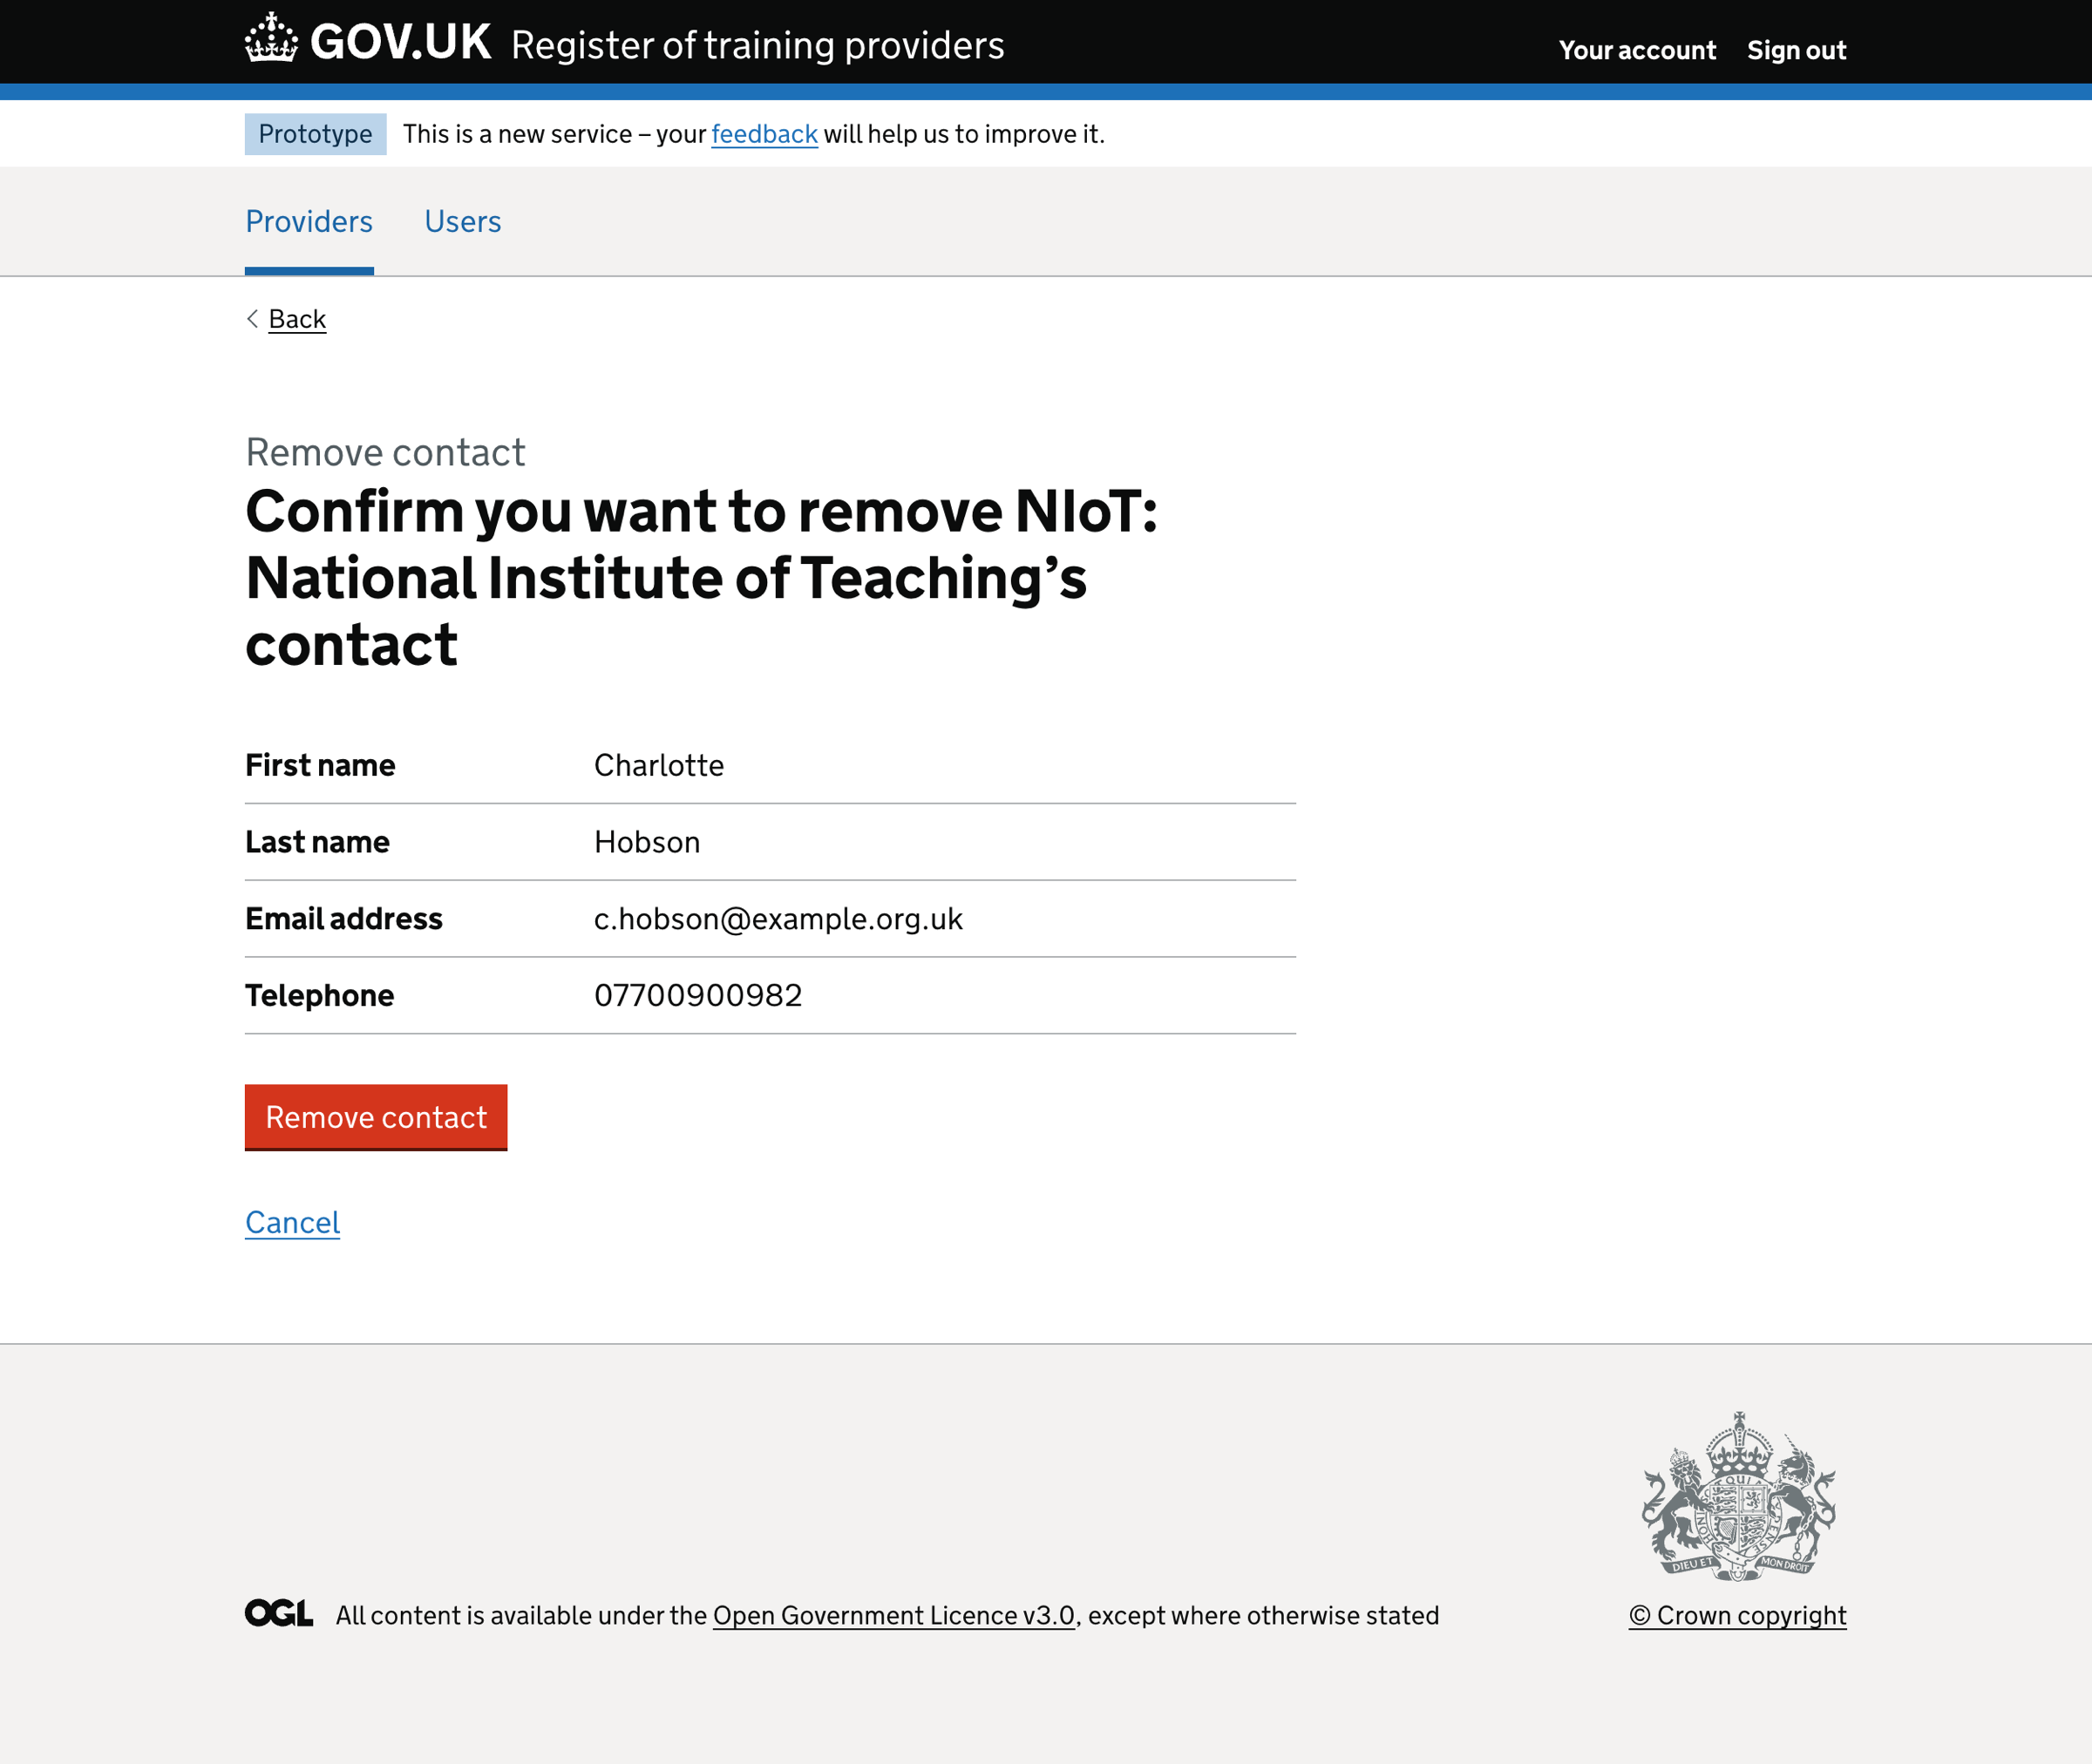 GOV.UK Register of training providers
Your account Sign out
Prototype This is a new service – your feedback will help us to improve it.
Providers Users
Back
Remove contact
Confirm you want to remove NIoT:
National Institute of Teaching’s
contact
First name Charlotte
Last name Hobson
Email address c.hobson@example.org.uk
Telephone 07700900982
Remove contact
Cancel
DIEU ET MON DROIT
OGL All content is available under the Open Government Licence v3.0, except where otherwise stated
© Crown copyright